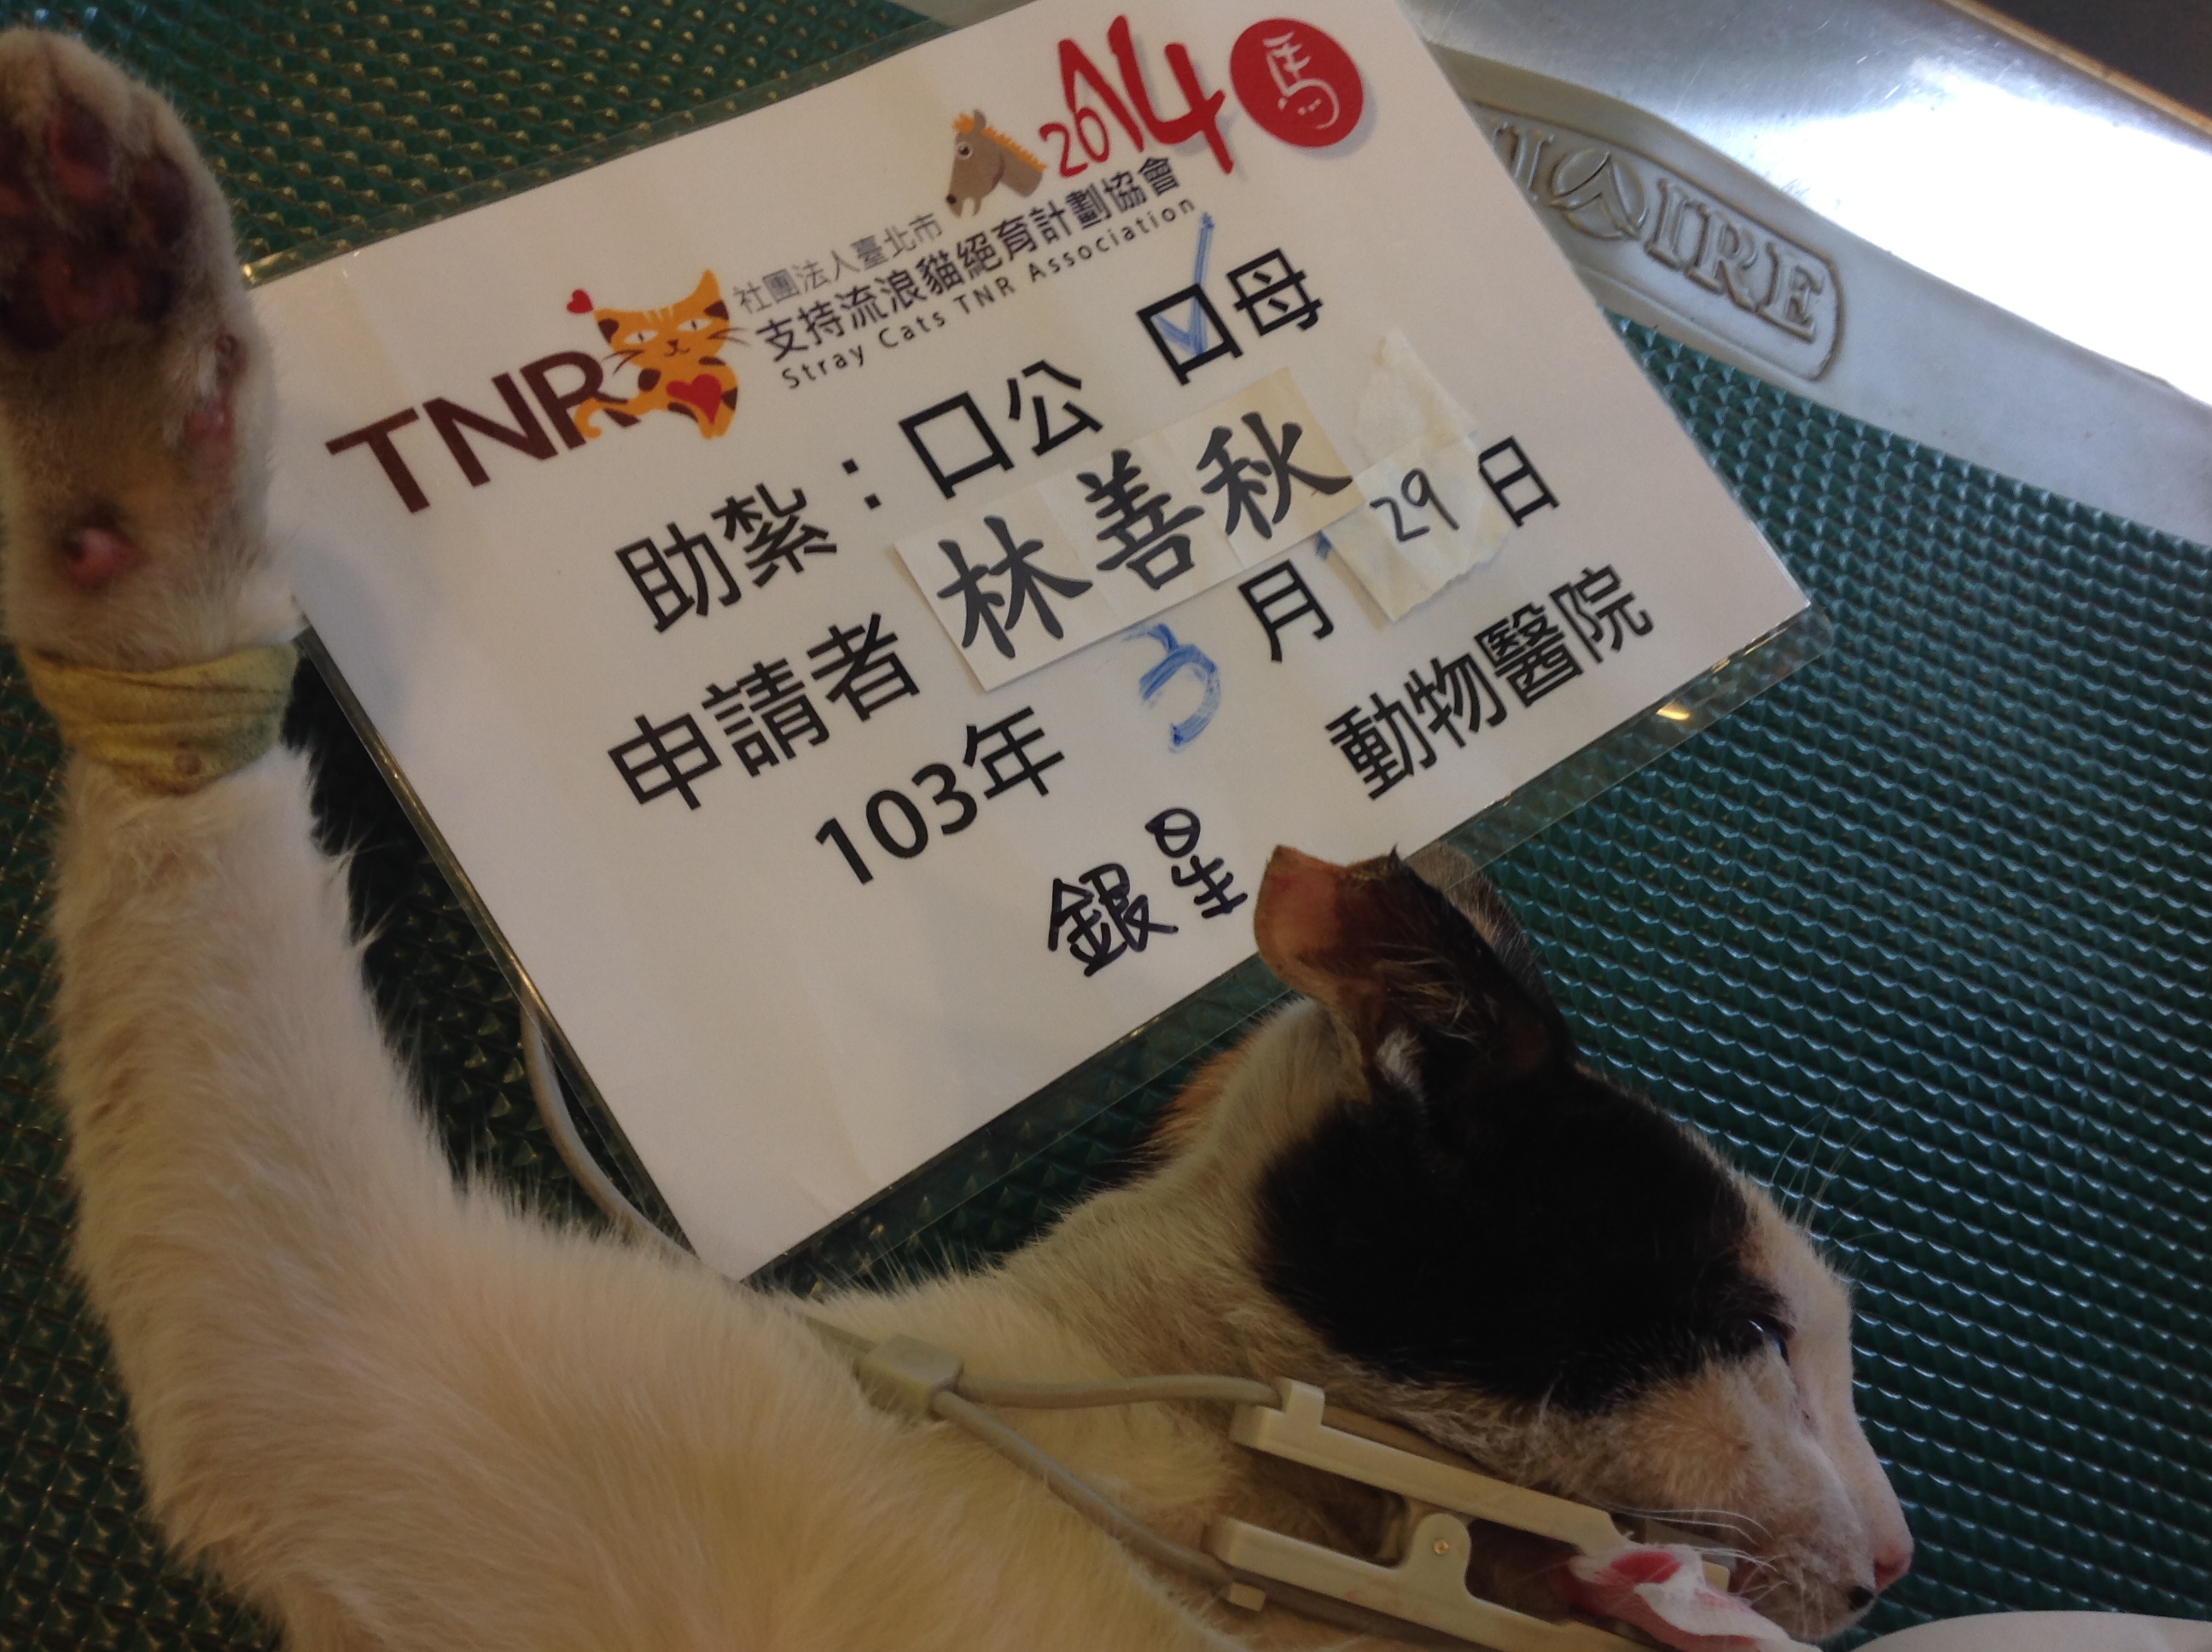 2014 馬
TNR
社團法人臺北市
支持流浪貓絕育計劃協會
Stray Cats TNR Association
助紮：口公 口母
申請者 林善秋
103年 3 月 29 日
銀星 動物醫院